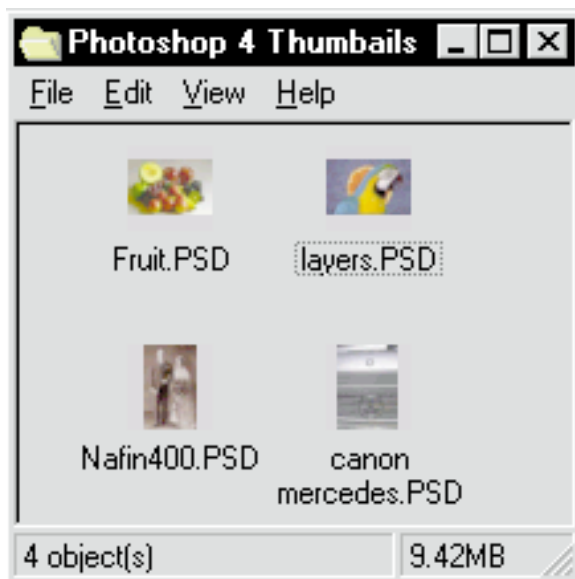 Photoshop 4 Thumbails
File Edit View Help
Fruit.PSD layers.PSD
Nafin400.PSD canon
mercedes.PSD
4 object(s) 9.42MB